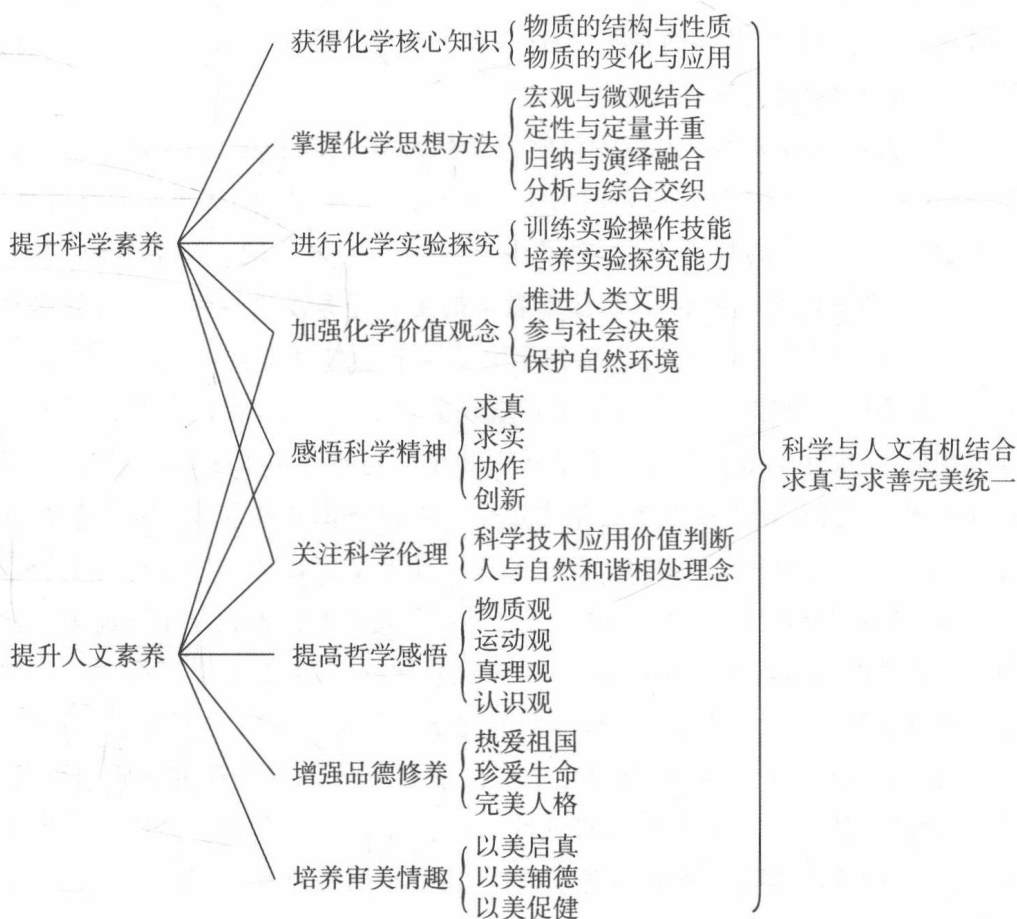 提升科学素养
获得化学核心知识
物质的结构与性质
物质的变化与应用
掌握化学思想方法
宏观与微观结合
定性与定量并重
归纳与演绎融合
分析与综合交织
进行化学实验探究
训练实验操作技能
培养实验探究能力
加强化学价值观念
推进人类文明
参与社会决策
保护自然环境
感悟科学精神
求真
求实
协作
创新
关注科学伦理
科学技术应用价值判断
人与自然和谐相处理念
提升人文素养
提高哲学感悟
物质观
运动观
真理观
认识观
增强品德修养
热爱祖国
珍爱生命
完美人格
培养审美情趣
以美启真
以美辅德
以美促健
科学与人文有机结合
求真与求善完美统一